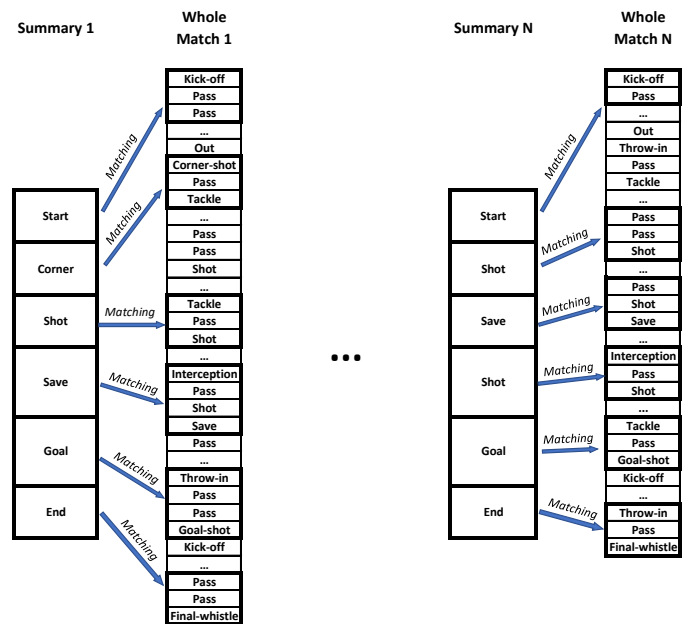 Summary 1
Whole
Match 1
Start
Corner
Shot
Save
Goal
End
Matching
Matching
Matching
Matching
Matching
Matching
Kick-off
Pass
Pass
...
Out
Corner-shot
Pass
Tackle
...
Pass
Pass
Shot
...
Tackle
Pass
Shot
...
Interception
Pass
Shot
Save
Pass
...
Throw-in
Pass
Pass
Goal-shot
Kick-off
...
Pass
Pass
Final-whistle
...
Summary N
Whole
Match N
Start
Shot
Save
Shot
Goal
End
Matching
Matching
Matching
Matching
Matching
Matching
Kick-off
Pass
...
Out
Throw-in
Pass
Tackle
...
Pass
Pass
Shot
...
Pass
Shot
Save
...
Interception
Pass
Shot
...
Tackle
Pass
Goal-shot
Kick-off
...
Throw-in
Pass
Final-whistle